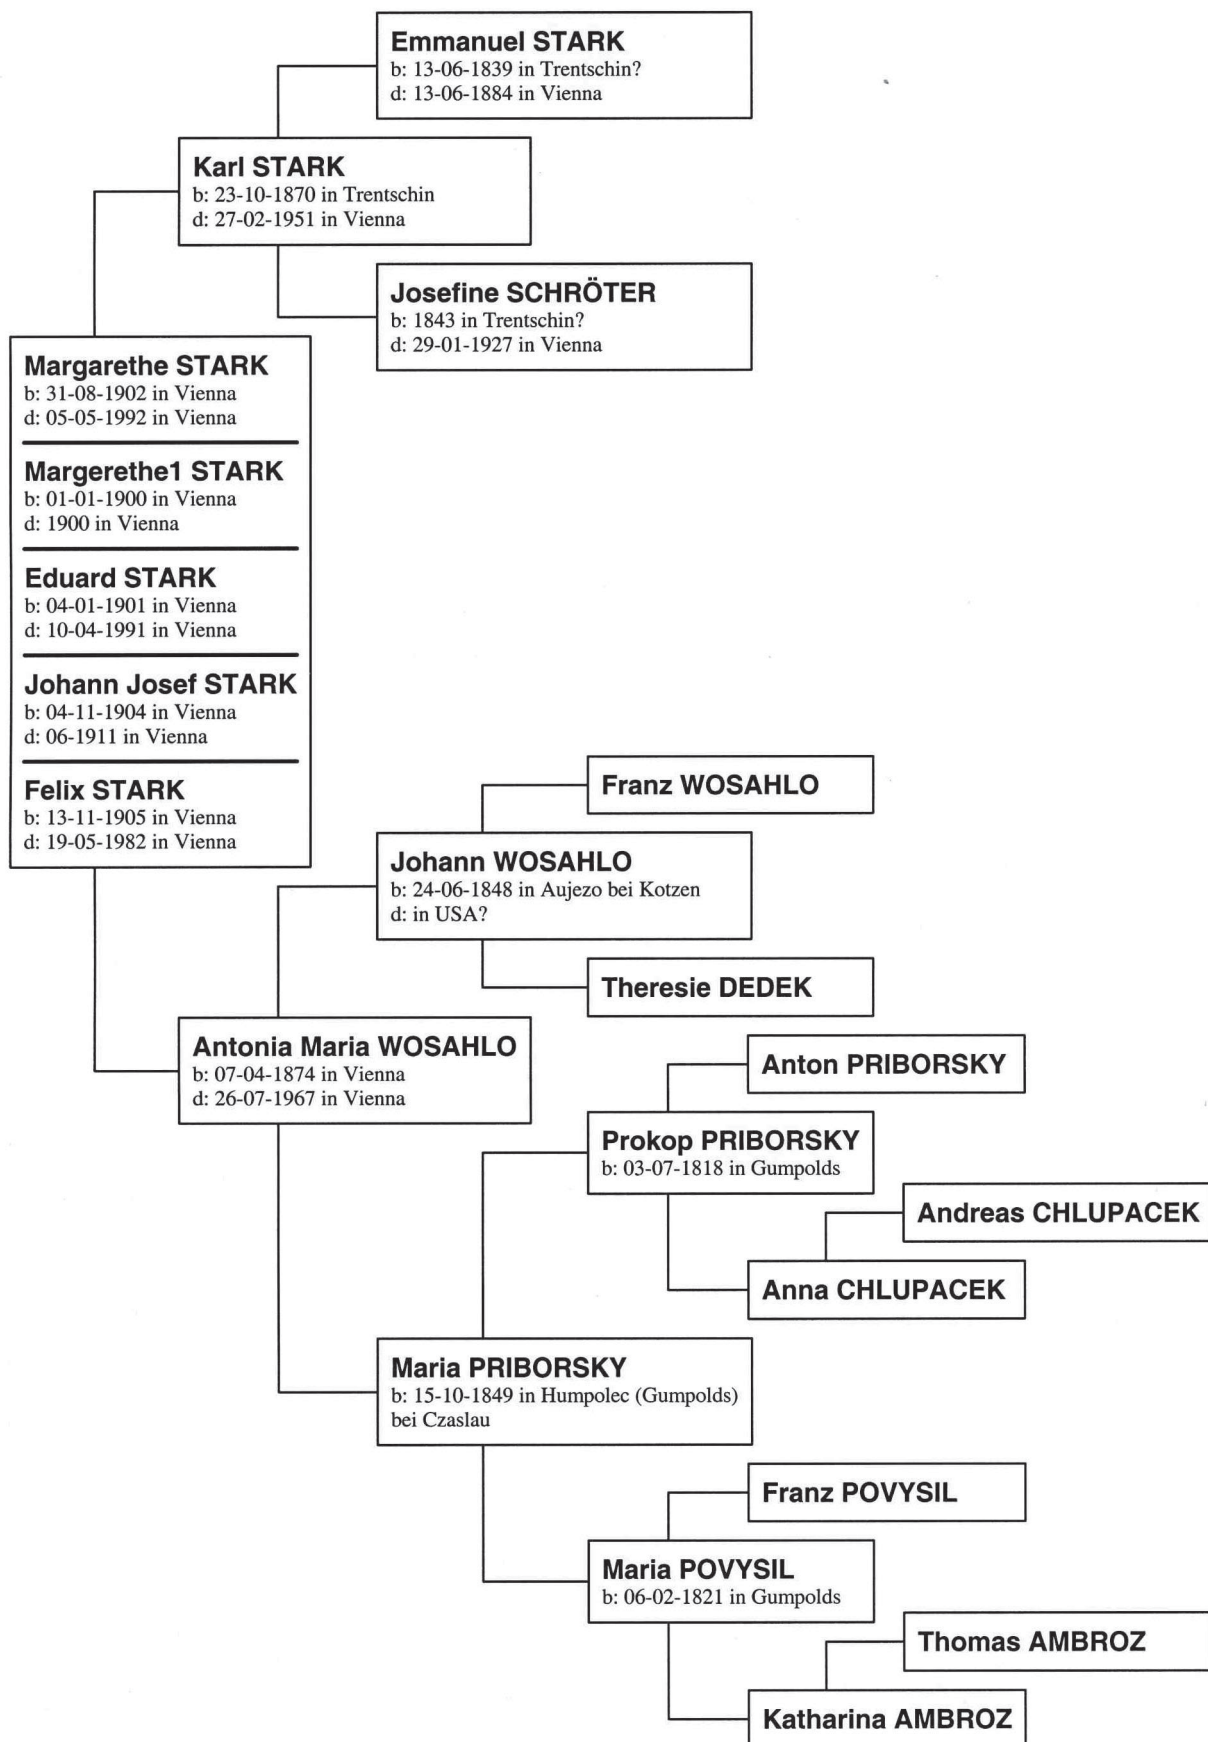 Emmanuel STARK
b: 13-06-1839 in Trentschin?
d: 13-06-1884 in Vienna
Karl STARK
b: 23-10-1870 in Trentschin
d: 27-02-1951 in Vienna
Josefine SCHRÖTER
b: 1843 in Trentschin?
d: 29-01-1927 in Vienna
Margarethe STARK
b: 31-08-1902 in Vienna
d: 05-05-1992 in Vienna
Margerethe1 STARK
b: 01-01-1900 in Vienna
d: 1900 in Vienna
Eduard STARK
b: 04-01-1901 in Vienna
d: 10-04-1991 in Vienna
Johann Josef STARK
b: 04-11-1904 in Vienna
d: 06-1911 in Vienna
Felix STARK
b: 13-11-1905 in Vienna
d: 19-05-1982 in Vienna
Franz WOSAHLO
Johann WOSAHLO
b: 24-06-1848 in Aujezo bei Kotzen
d: in USA?
Theresie DEDEK
Antonia Maria WOSAHLO
b: 07-04-1874 in Vienna
d: 26-07-1967 in Vienna
Anton PRIBORSKY
Prokop PRIBORSKY
b: 03-07-1818 in Gumpolds
Andreas CHLUPACEK
Anna CHLUPACEK
Maria PRIBORSKY
b: 15-10-1849 in Humpolec (Gumpolds)
bei Czaslau
Franz POVYSIL
Maria POVYSIL
b: 06-02-1821 in Gumpolds
Thomas AMBROZ
Katharina AMBROZ